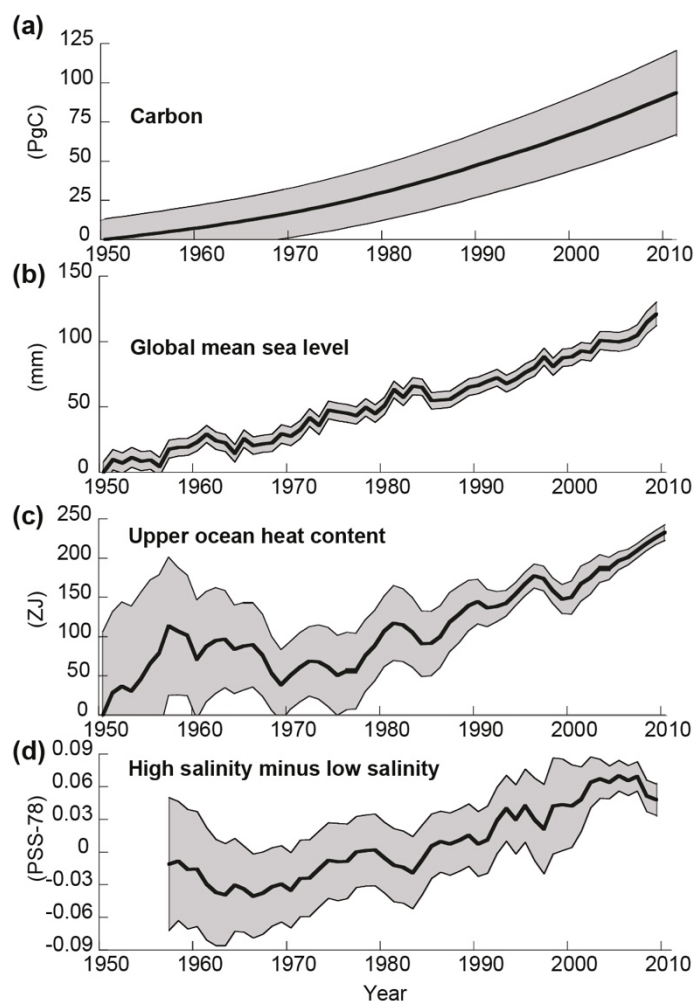 (a)
125
100
75
50
25
0
(PgC)
Carbon
1950 1960 1970 1980 1990 2000 2010
(b)
150
100
50
0
(mm)
Global mean sea level
1950 1960 1970 1980 1990 2000 2010
(c)
250
200
150
100
50
0
(ZJ)
Upper ocean heat content
1950 1960 1970 1980 1990 2000 2010
(d)
0.09
0.06
0.03
0
-0.03
-0.06
-0.09
(PSS-78)
High salinity minus low salinity
1950 1960 1970 1980 1990 2000 2010
Year